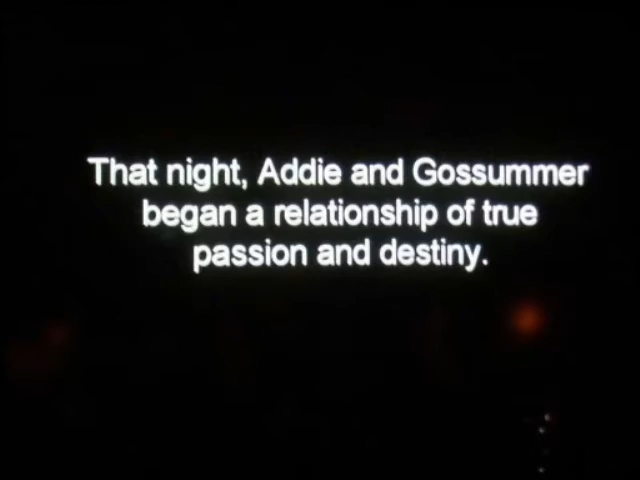 That night, Addie and Gossummer
began a relationship of true
passion and destiny.